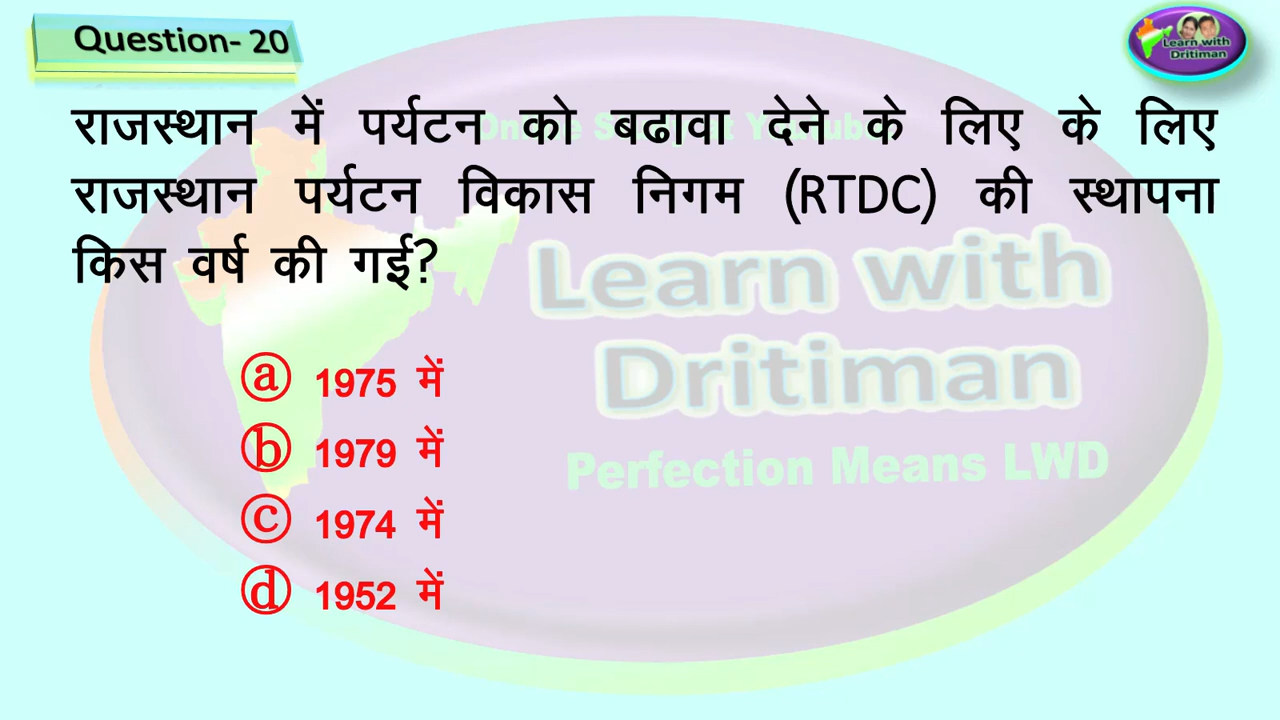 Question- 20
Learn with
Dritiman
राजस्थान में पर्यटन को बढावा देने के लिए के लिए
राजस्थान पर्यटन विकास निगम (RTDC) की स्थापना
किस वर्ष की गई?
Learn with
Dritiman
Perfection Means LWD
ⓐ 1975 में
ⓑ 1979 में
ⓒ 1974 में
ⓓ 1952 में